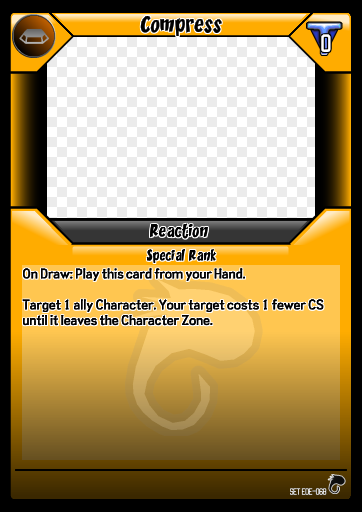 Compress
0
Reaction
Special Rank
On Draw: Play this card from your Hand.
Target 1 ally Character. Your target costs 1 fewer CS
until it leaves the Character Zone.
SET EOE-068